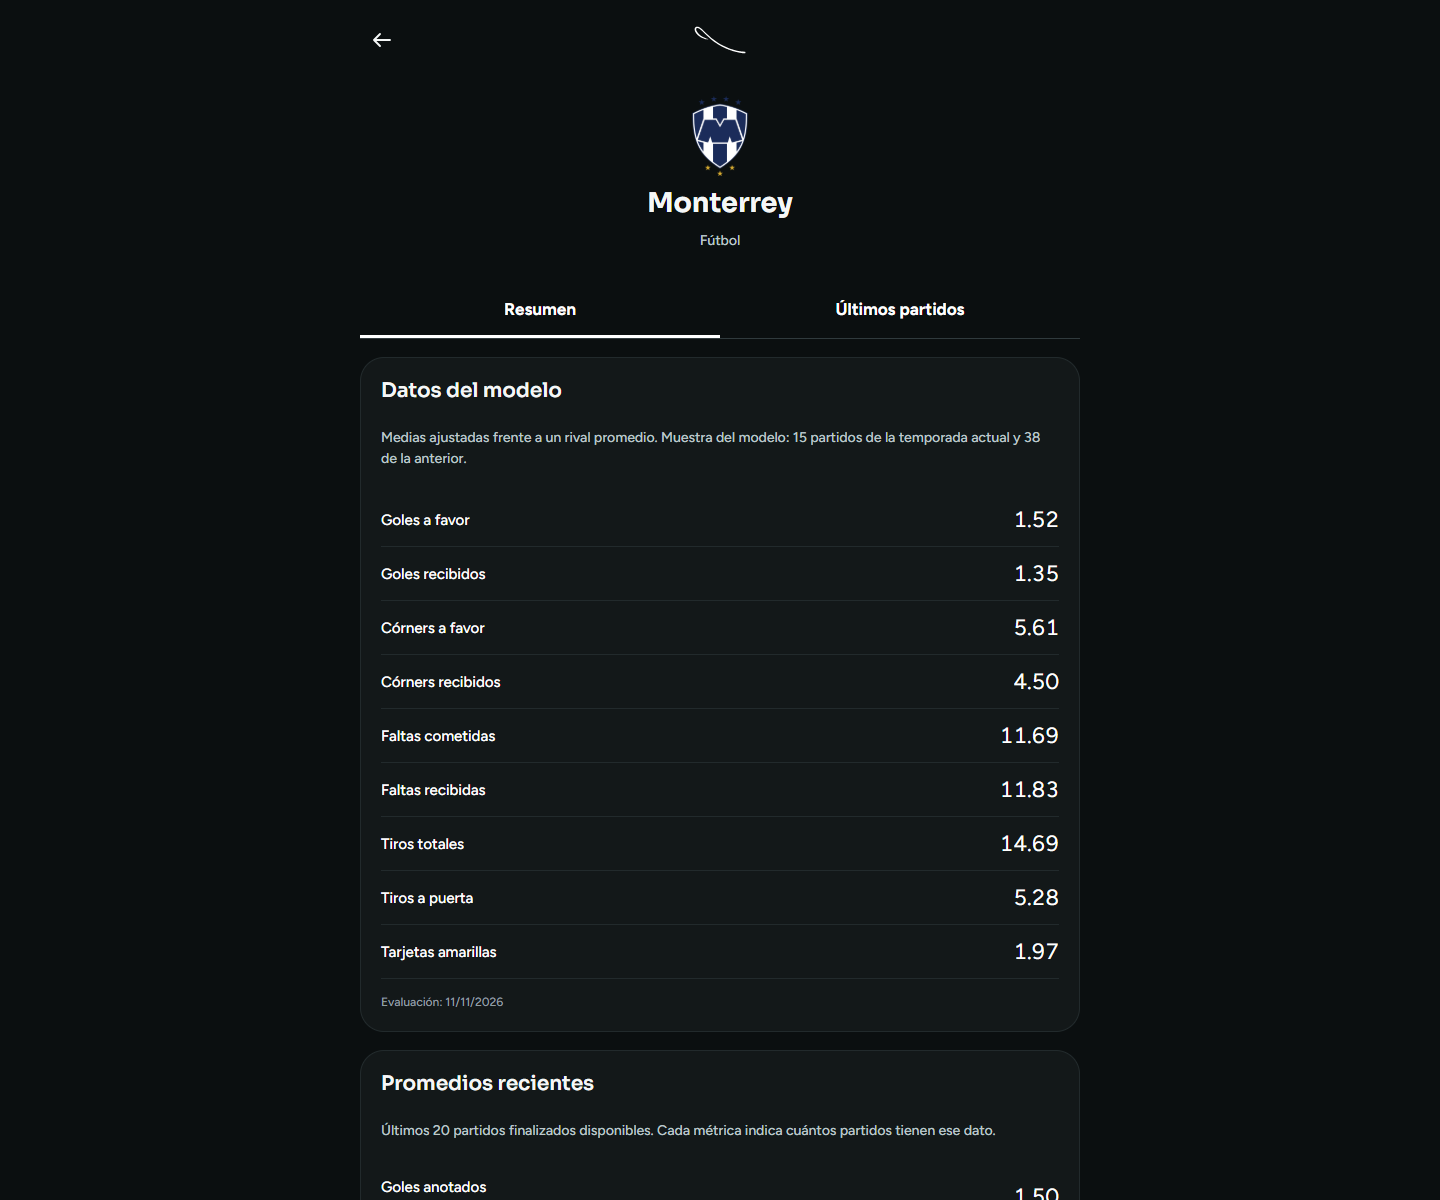 Monterrey
Fútbol
Resumen
Últimos partidos
Datos del modelo
Medias ajustadas frente a un rival promedio. Muestra del modelo: 15 partidos de la temporada actual y 38
de la anterior.
Goles a favor 1.52
Goles recibidos 1.35
Córners a favor 5.61
Córners recibidos 4.50
Faltas cometidas 11.69
Faltas recibidas 11.83
Tiros totales 14.69
Tiros a puerta 5.28
Tarjetas amarillas 1.97
Evaluación: 11/11/2026
Promedios recientes
Últimos 20 partidos finalizados disponibles. Cada métrica indica cuántos partidos tienen ese dato.
Goles anotados 1.50